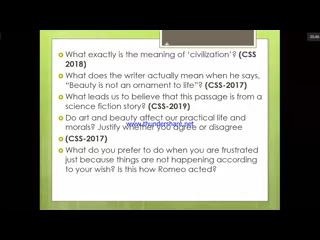 What exactly is the meaning of ‘civilization’? (CSS
2018)
What does the writer actually mean when he says,
“Beauty is not an ornament to life”? (CSS-2017)
What leads us to believe that this passage is from a
science fiction story? (CSS-2019)
Do art and beauty affect our practical life and
morals? Justify whether you agree or disagree
www.thundershare.net
(CSS-2017)
What do you prefer to do when you are frustrated
just because things are not happening according
to your wish? Is this how Romeo acted?